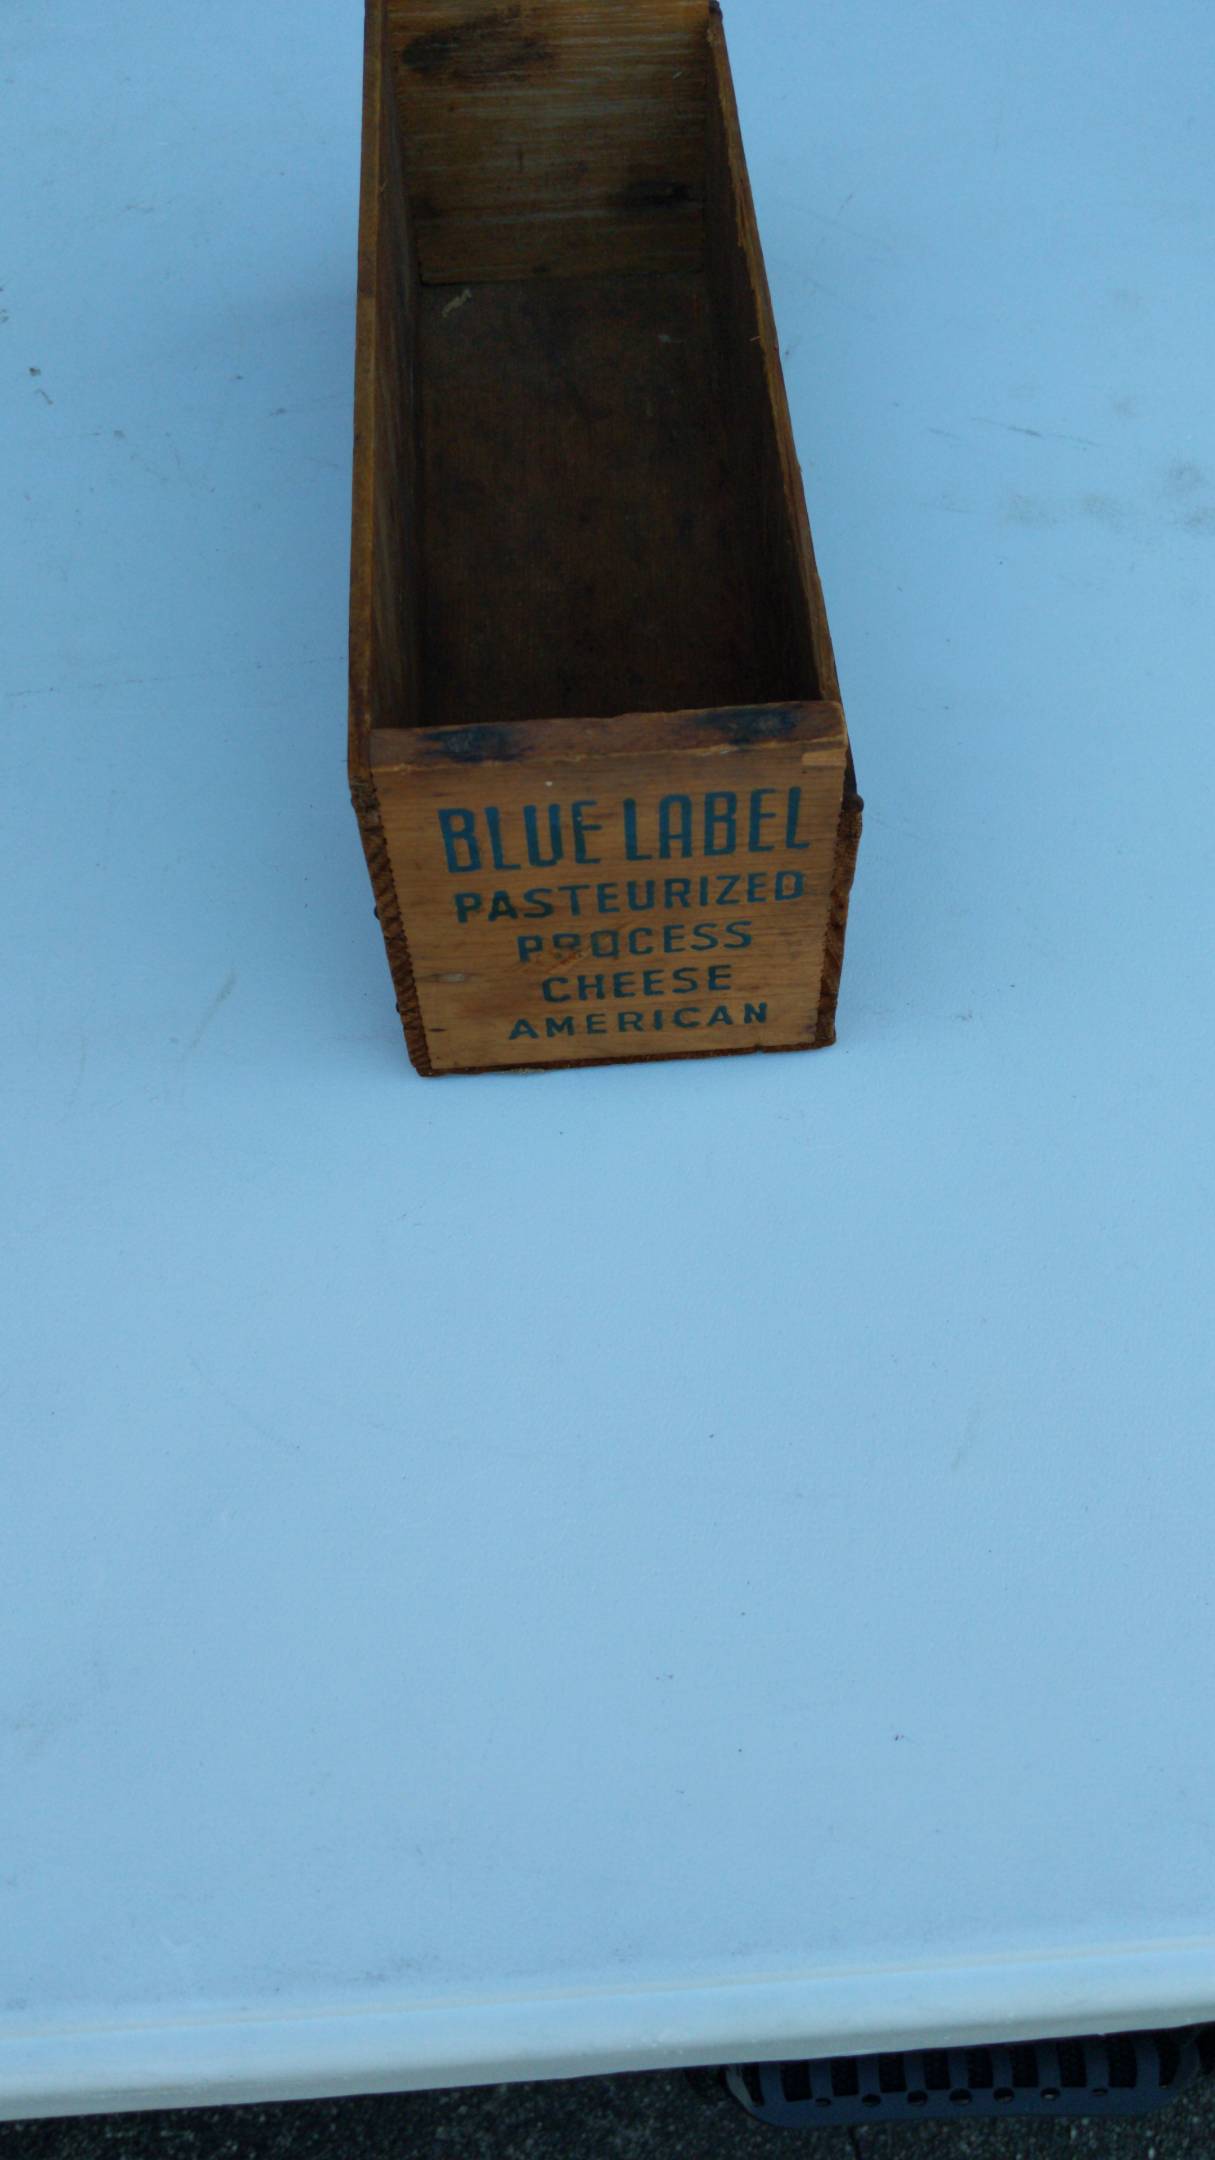 BLUE LABEL
PASTEURIZED
PROCESS
CHEESE
AMERICAN